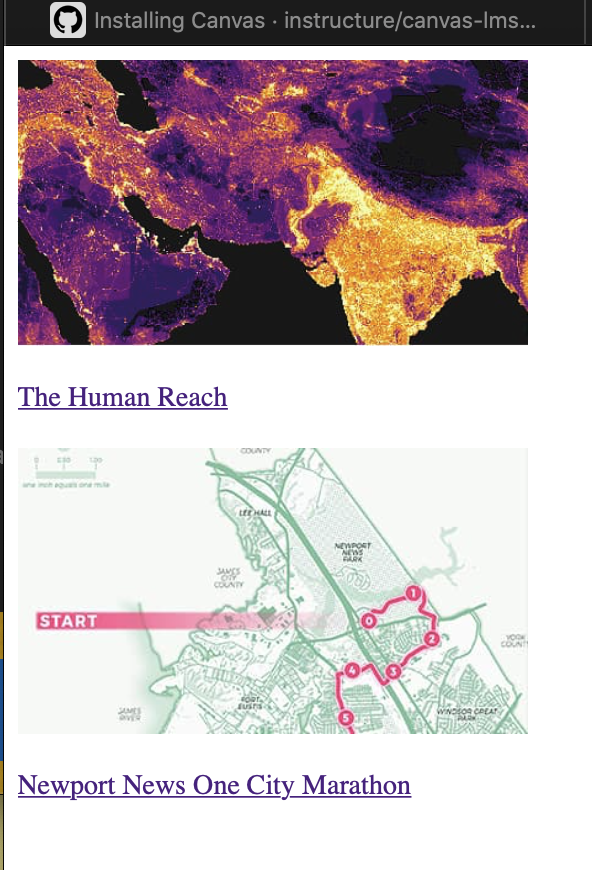 Installing Canvas · instructure/canvas-lms...
The Human Reach
COUNTY
0 0.50 1.00
one inch equals one mile
LEE HALL
NEWPORT
NEWS
PARK
JAMES
CITY
COUNTY
1
START
0
2
YORK
COUNTY
4
3
FORT
EUSTIS
JAMES
RIVER
WINDSOR GREAT
PARK
5
Newport News One City Marathon